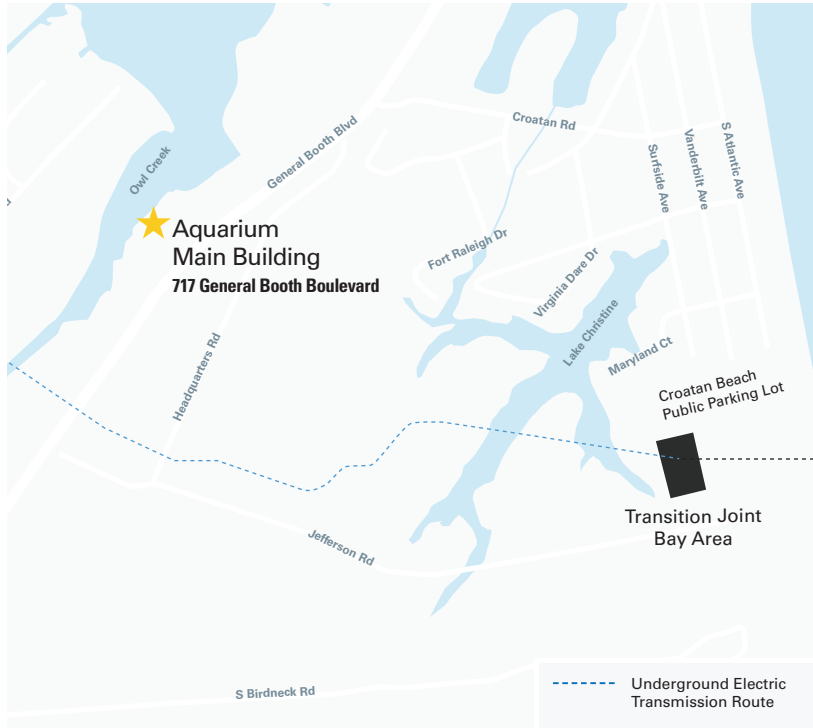 Croatan Rd
General Booth Blvd
S Atlantic Ave
Vanderbilt Ave
Surfside Ave
Owl Creek
Aquarium
Main Building
717 General Booth Boulevard
Fort Raleigh Dr
Virginia Dare Dr
Lake Christine
Maryland Ct
Headquarters Rd
Croatan Beach
Public Parking Lot
Transition Joint
Bay Area
Jefferson Rd
S Birdneck Rd
Underground Electric
Transmission Route